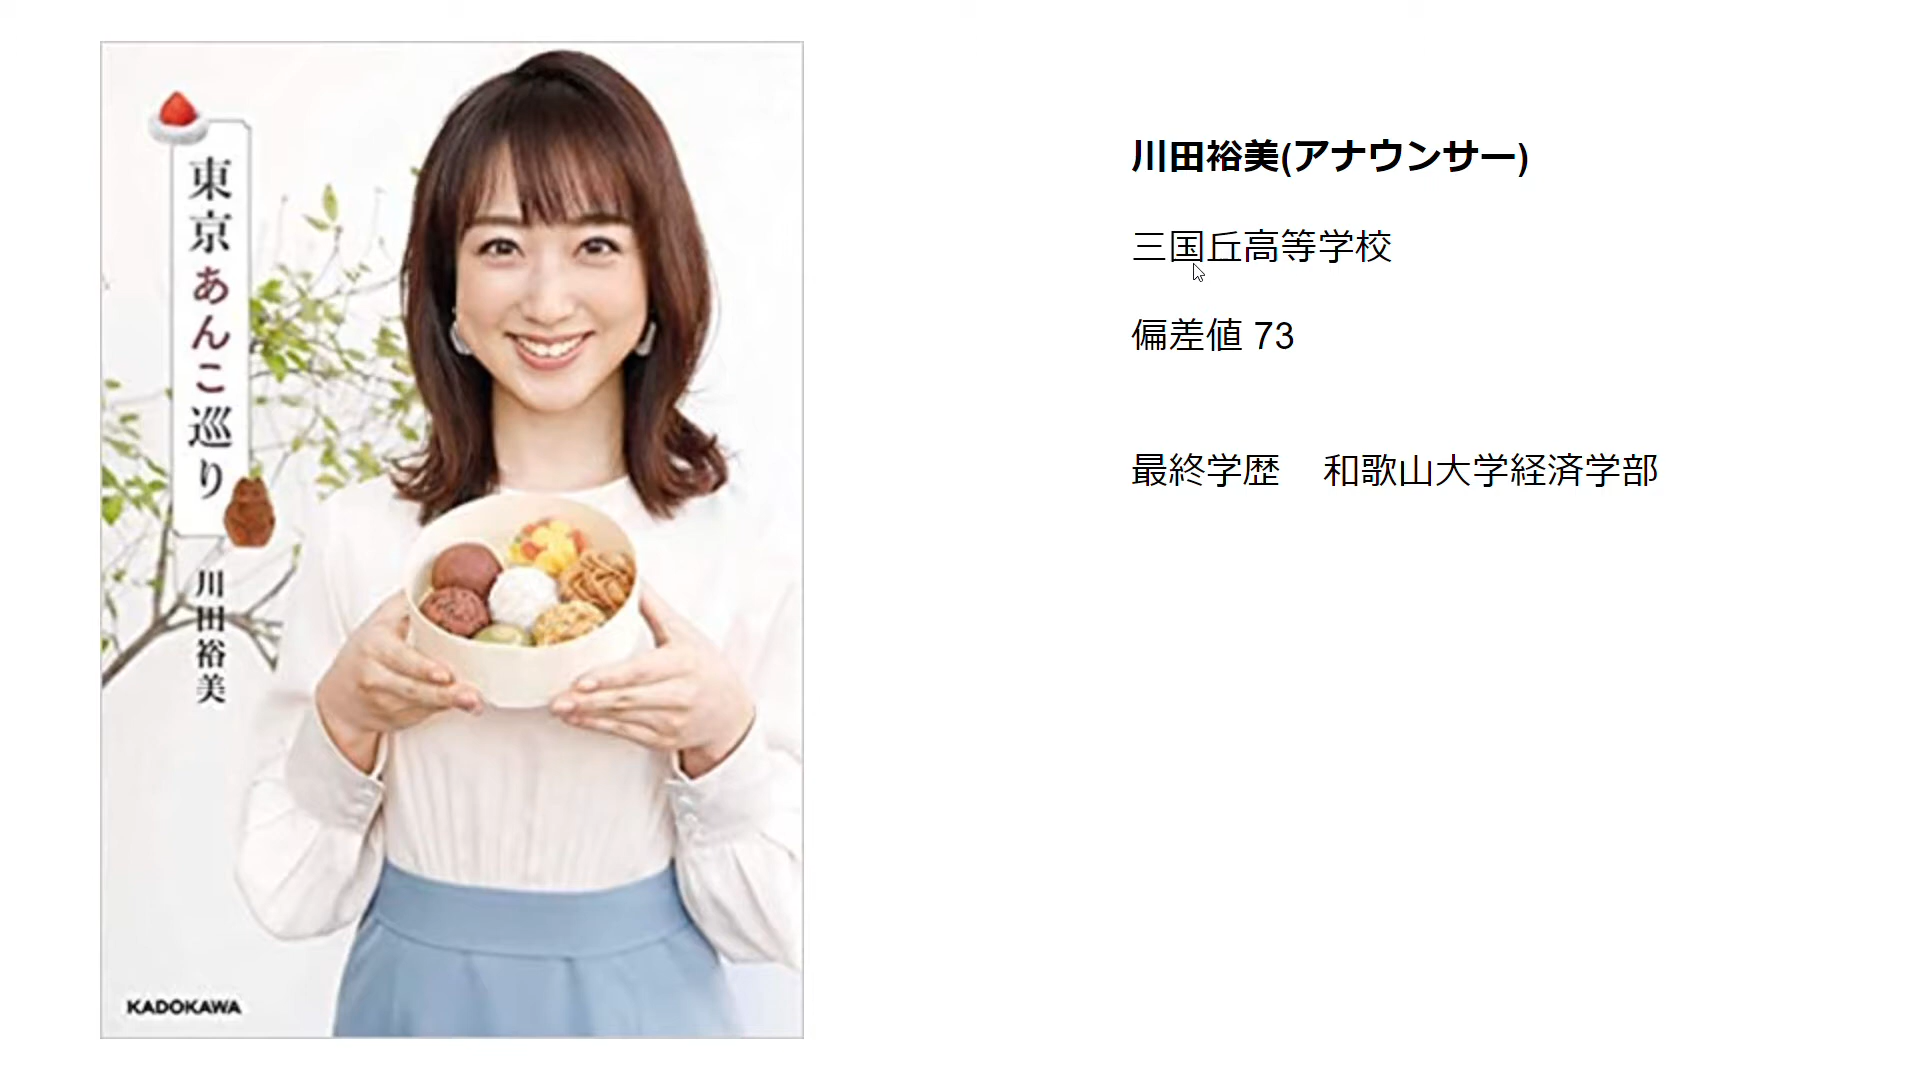 東京あんこ巡り
川田裕美
KADOKAWA
川田裕美(アナウンサー)
三国丘高等学校
偏差値 73
最終学歴　和歌山大学経済学部